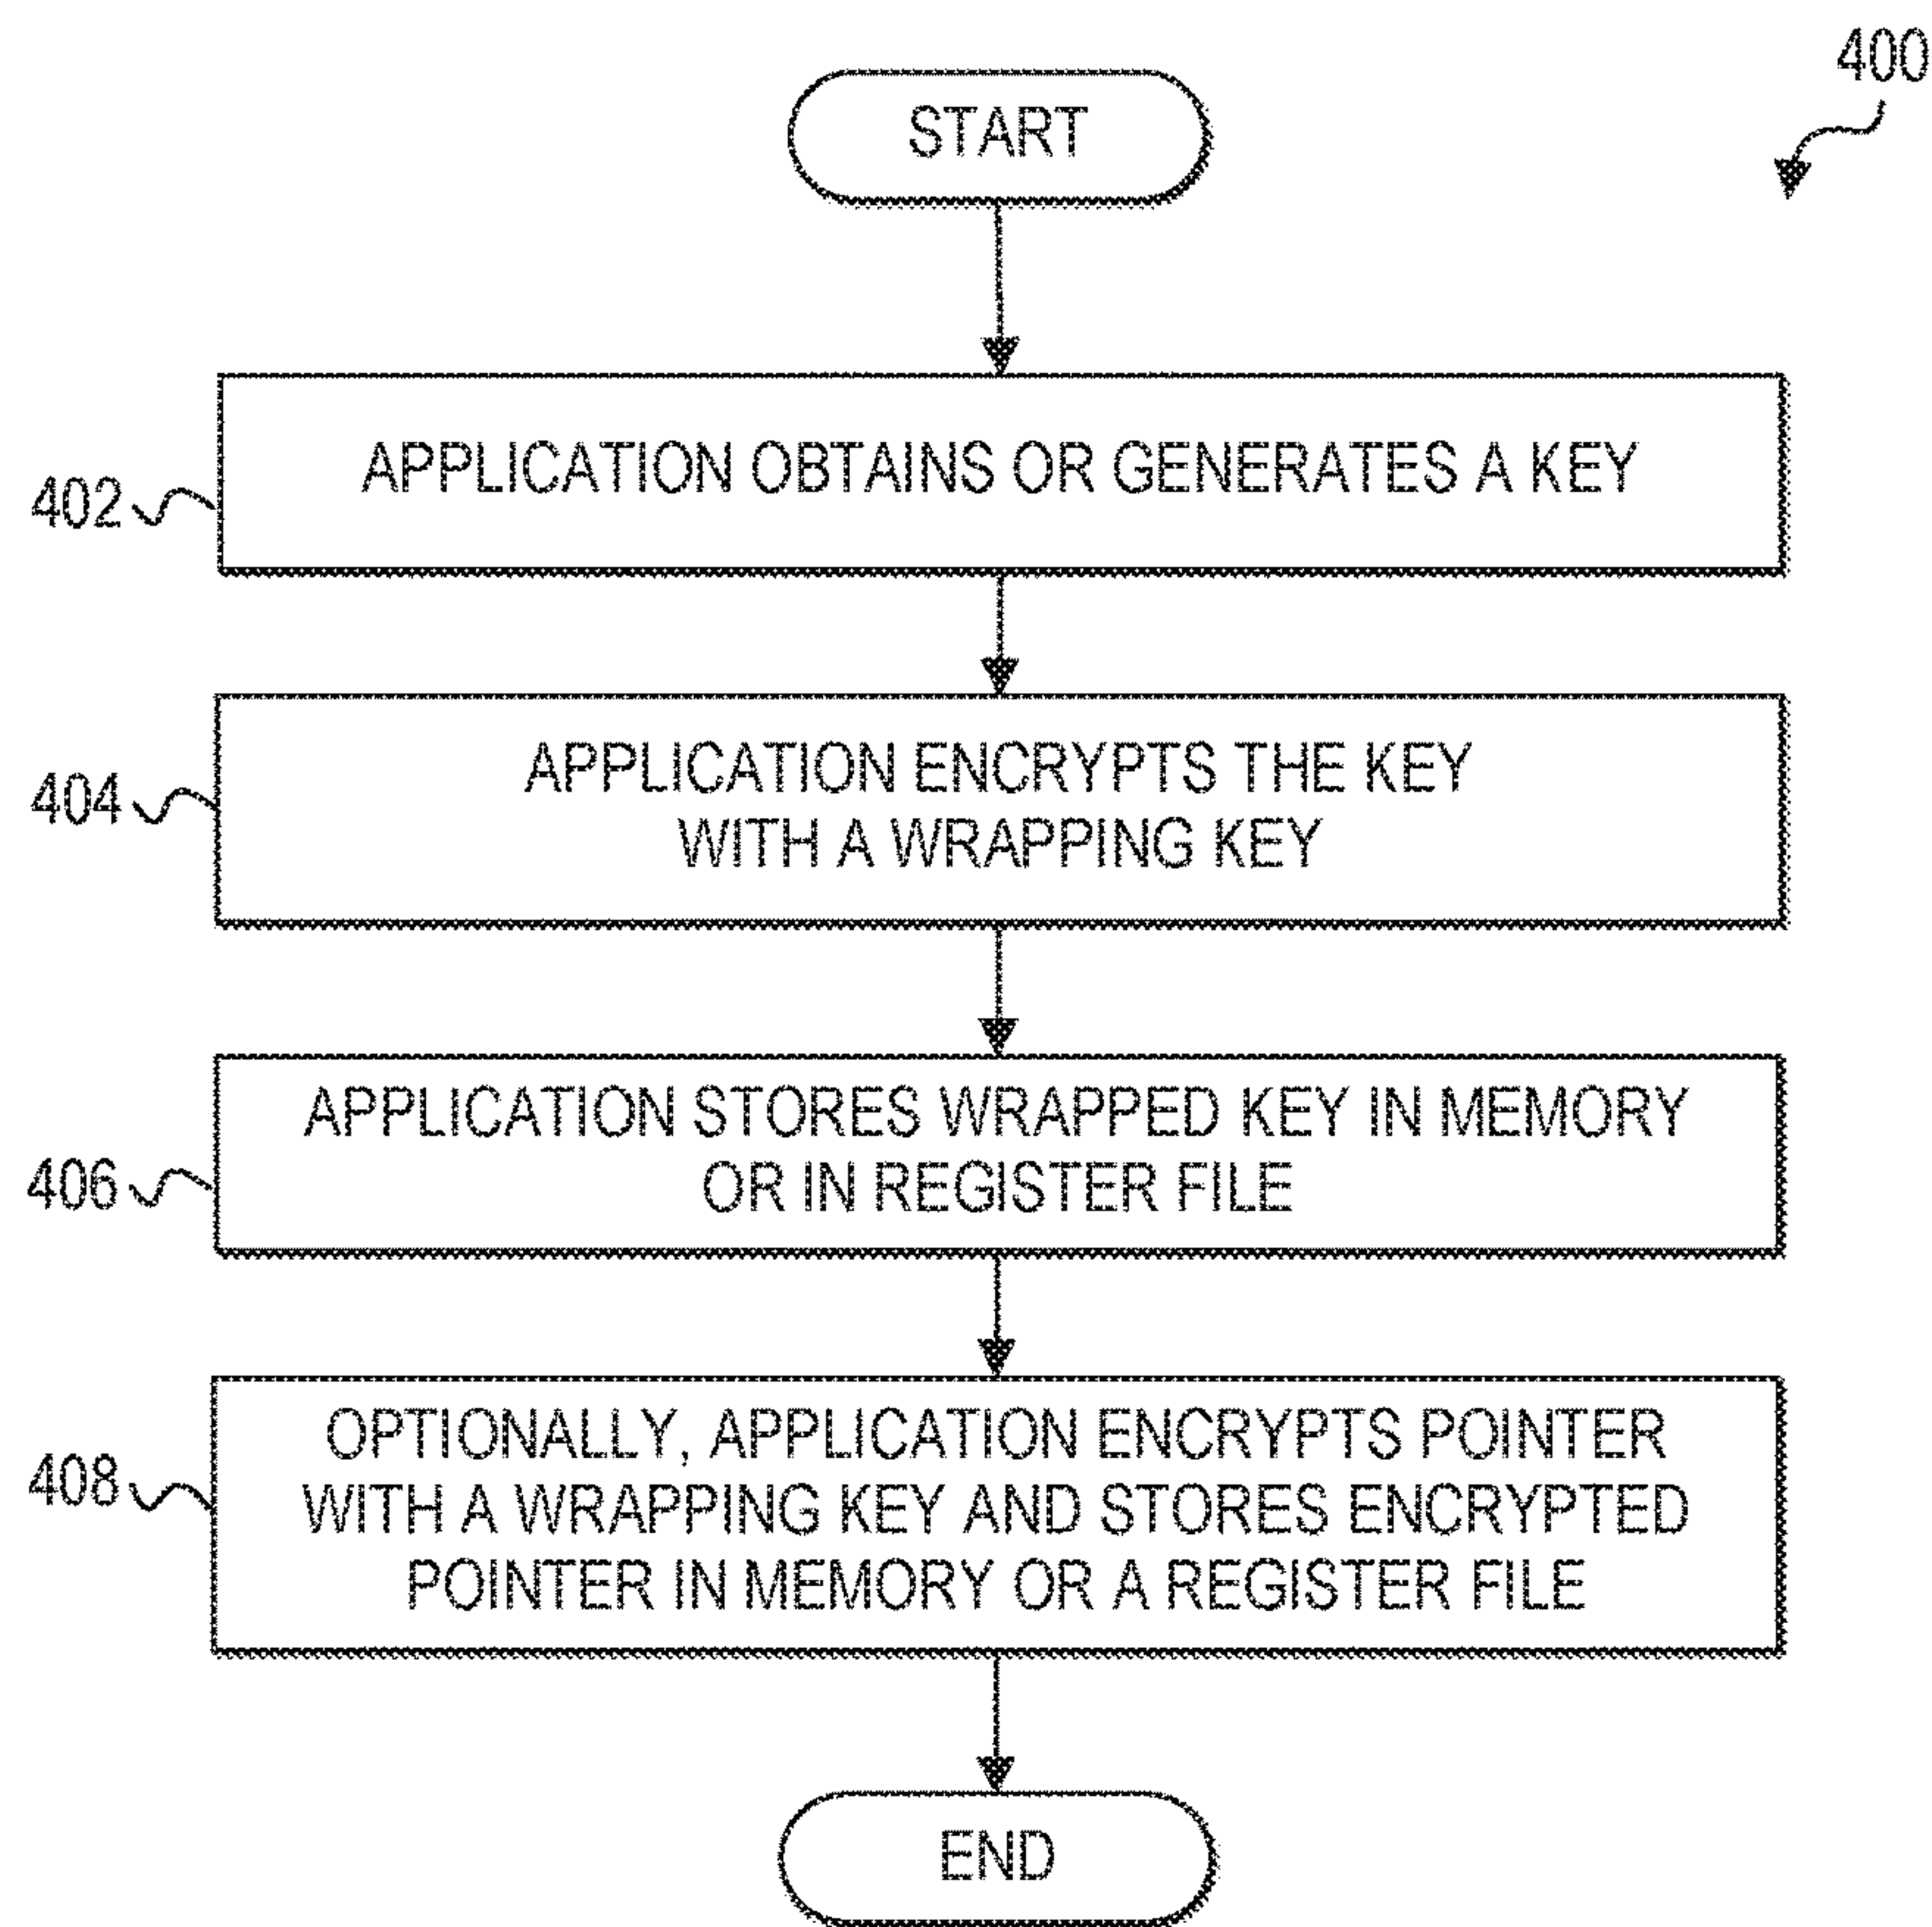 400
START
APPLICATION OBTAINS OR GENERATES A KEY
402
APPLICATION ENCRYPTS THE KEY
WITH A WRAPPING KEY
404
APPLICATION STORES WRAPPED KEY IN MEMORY
OR IN REGISTER FILE
406
OPTIONALLY, APPLICATION ENCRYPTS POINTER
WITH A WRAPPING KEY AND STORES ENCRYPTED
POINTER IN MEMORY OR A REGISTER FILE
408
END